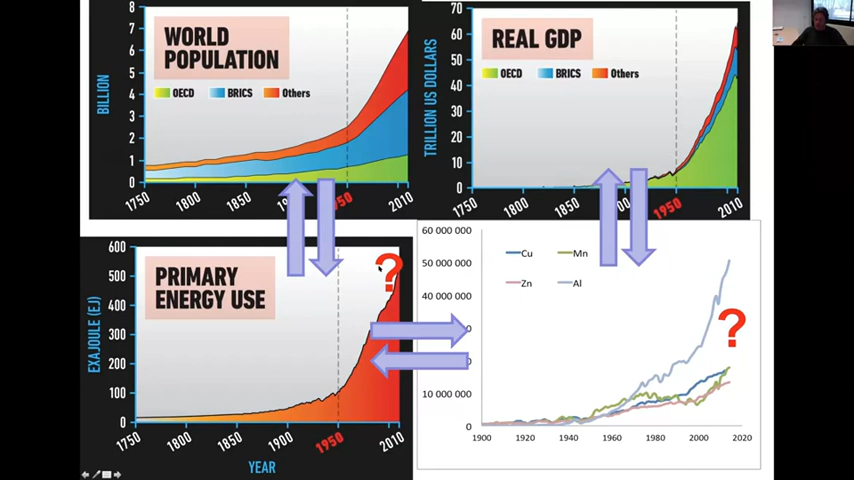 WORLD
POPULATION
8
7
6
5
4
3
2
1
0
BILLION
OECD BRICS Others
1750 1800 1850 1900 1950 2010
REAL GDP
70
60
50
40
30
20
10
0
TRILLION US DOLLARS
OECD BRICS Others
1750 1800 1850 1950 2010
PRIMARY
ENERGY USE
600
500
400
300
200
100
0
EXAJOULE (EJ)
?
1750 1800 1850 1900 1950 2010
YEAR
60 000 000
50 000 000
40 000 000
10 000 000
0
Cu Mn
Zn Al
?
1900 1920 1940 1960 1980 2000 2020